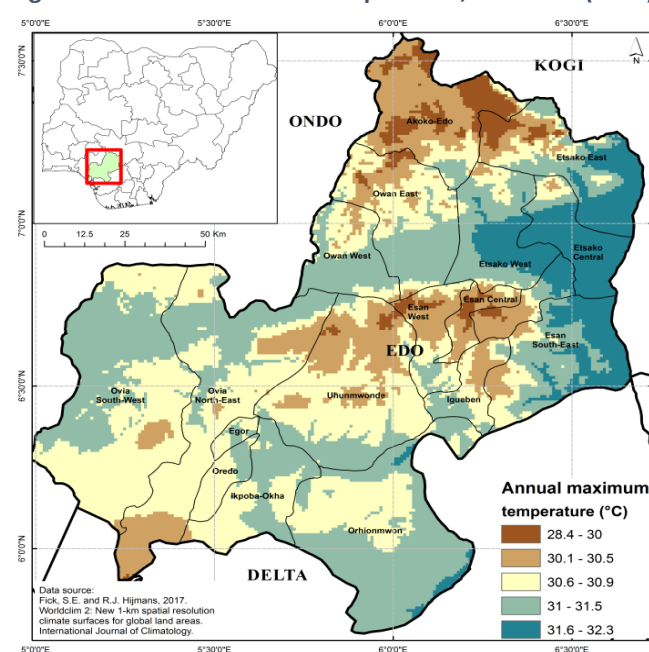 5°0'0"E
5°30'0"E
6°0'0"E
6°30'0"E
7°30'0"N
7°0'0"N
6°30'0"N
6°0'0"N
N
KOGI
ONDO
Akoko-Edo
Etsako East
Owan East
0 12.5 25 50 Km
Owan West
Etsako West
Etsako
Central
Esan
West
Esan Central
Esan
South-East
EDO
Ovia
South-West
Ovia
North-East
Uhunmwonde
Igueben
Egor
Oredo
Ikpoba-Okha
Orhionmwon
DELTA
Annual maximum
temperature (°C)
28.4 - 30
30.1 - 30.5
30.6 - 30.9
31 - 31.5
31.6 - 32.3
Data source:
Fick, S.E. and R.J. Hijmans, 2017.
Worldclim 2: New 1-km spatial resolution
climate surfaces for global land areas.
International Journal of Climatology.
5°0'0"E
5°30'0"E
6°0'0"E
6°30'0"E